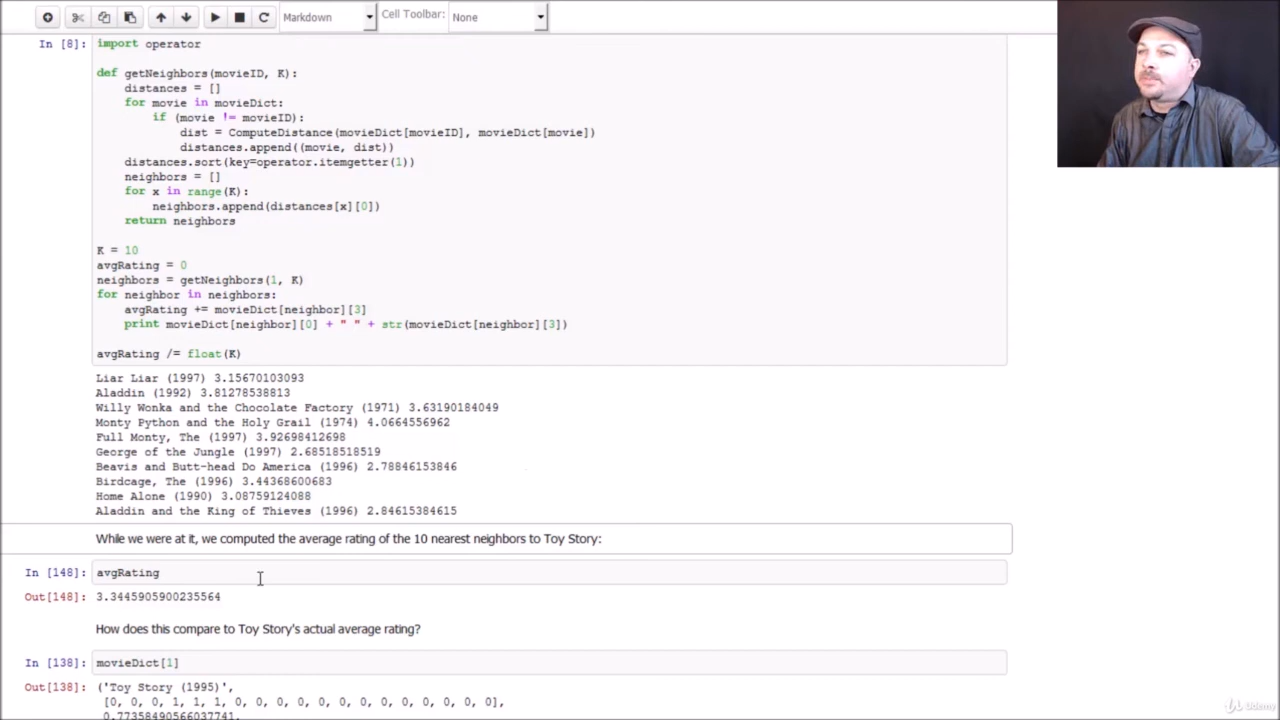 Markdown
Cell Toolbar:
None
In [8]:
import operator
def getNeighbors(movieID, K):
distances = []
for movie in movieDict:
if (movie != movieID):
dist = ComputeDistance(movieDict[movieID], movieDict[movie])
distances.append((movie, dist))
distances.sort(key=operator.itemgetter(1))
neighbors = []
for x in range(K):
neighbors.append(distances[x][0])
return neighbors
K = 10
avgRating = 0
neighbors = getNeighbors(1, K)
for neighbor in neighbors:
avgRating += movieDict[neighbor][3]
print movieDict[neighbor][0] + " " + str(movieDict[neighbor][3])
avgRating /= float(K)
Liar Liar (1997) 3.15670103093
Aladdin (1992) 3.81278538813
Willy Wonka and the Chocolate Factory (1971) 3.63190184049
Monty Python and the Holy Grail (1974) 4.0664556962
Full Monty, The (1997) 3.92698412698
George of the Jungle (1997) 2.68518518519
Beavis and Butt-head Do America (1996) 2.78846153846
Birdcage, The (1996) 3.44368600683
Home Alone (1990) 3.08759124088
Aladdin and the King of Thieves (1996) 2.84615384615
While we were at it, we computed the average rating of the 10 nearest neighbors to Toy Story:
In [148]: avgRating
Out[148]: 3.3445905900235564
How does this compare to Toy Story's actual average rating?
In [138]: movieDict[1]
Out[138]: ('Toy Story (1995)',
[0, 0, 0, 1, 1, 1, 0, 0, 0, 0, 0, 0, 0, 0, 0, 0, 0, 0, 0],
0.77358490566037741,
Udemy